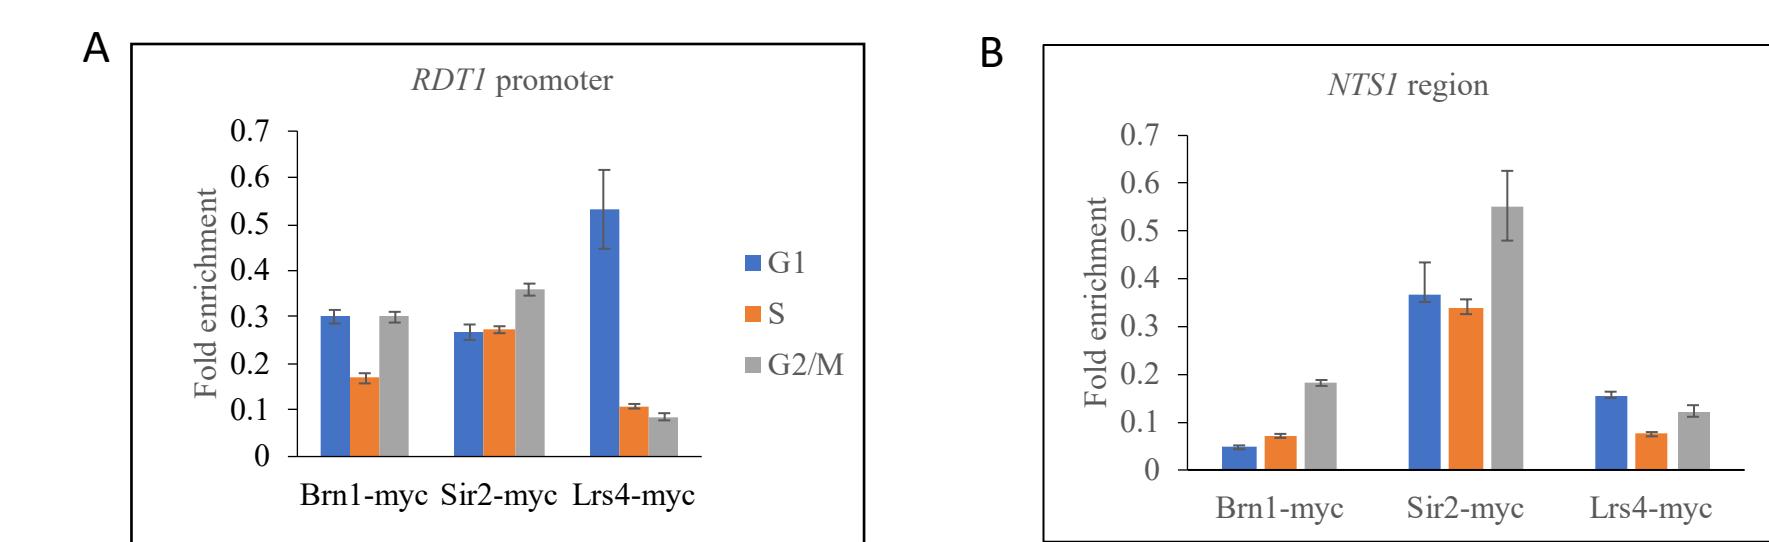 A
RDT1 promoter
Fold enrichment
0.7
0.6
0.5
0.4
0.3
0.2
0.1
0
Brn1-myc Sir2-myc Lrs4-myc
G1
S
G2/M
B
NTS1 region
Fold enrichment
0.7
0.6
0.5
0.4
0.3
0.2
0.1
0
Brn1-myc Sir2-myc Lrs4-myc